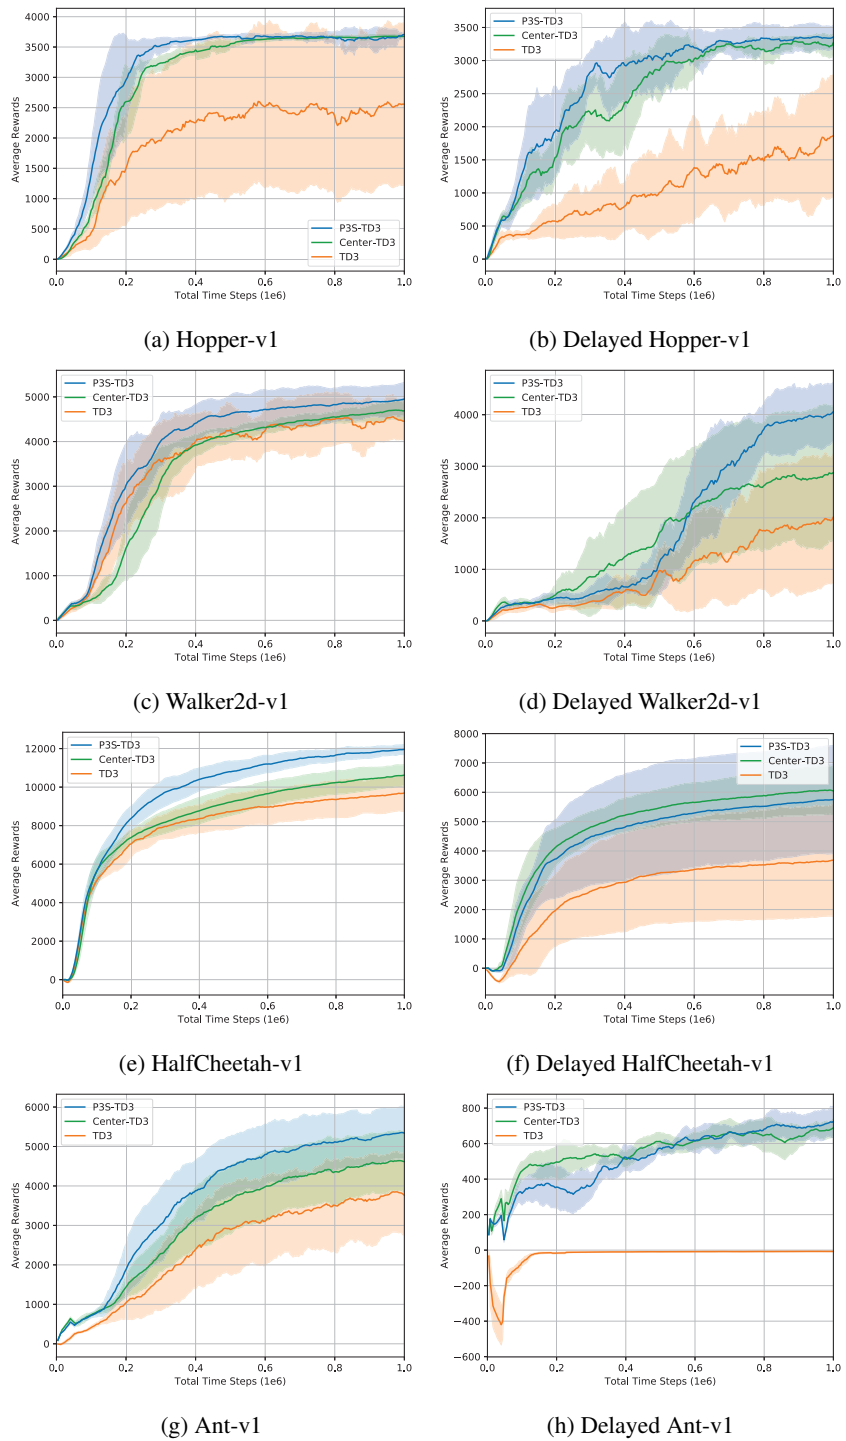 4000
3500
3000
2500
2000
1500
1000
500
0
Average Rewards
P3S-TD3
Center-TD3
TD3
0.0 0.2 0.4 0.6 0.8 1.0
Total Time Steps (1e6)
(a) Hopper-v1
3500
3000
2500
2000
1500
1000
500
0
Average Rewards
P3S-TD3
Center-TD3
TD3
0.0 0.2 0.4 0.6 0.8 1.0
Total Time Steps (1e6)
(b) Delayed Hopper-v1
5000
4000
3000
2000
1000
0
Average Rewards
P3S-TD3
Center-TD3
TD3
0.0 0.2 0.4 0.6 0.8 1.0
Total Time Steps (1e6)
(c) Walker2d-v1
4000
3000
2000
1000
0
Average Rewards
P3S-TD3
Center-TD3
TD3
0.0 0.2 0.4 0.6 0.8 1.0
Total Time Steps (1e6)
(d) Delayed Walker2d-v1
12000
10000
8000
6000
4000
2000
0
Average Rewards
P3S-TD3
Center-TD3
TD3
0.0 0.2 0.4 0.6 0.8 1.0
Total Time Steps (1e6)
(e) HalfCheetah-v1
8000
7000
6000
5000
4000
3000
2000
1000
0
Average Rewards
P3S-TD3
Center-TD3
TD3
0.0 0.2 0.4 0.6 0.8 1.0
Total Time Steps (1e6)
(f) Delayed HalfCheetah-v1
6000
5000
4000
3000
2000
1000
0
Average Rewards
P3S-TD3
Center-TD3
TD3
0.0 0.2 0.4 0.6 0.8 1.0
Total Time Steps (1e6)
(g) Ant-v1
800
600
400
200
0
−200
−400
−600
Average Rewards
P3S-TD3
Center-TD3
TD3
0.0 0.2 0.4 0.6 0.8 1.0
Total Time Steps (1e6)
(h) Delayed Ant-v1